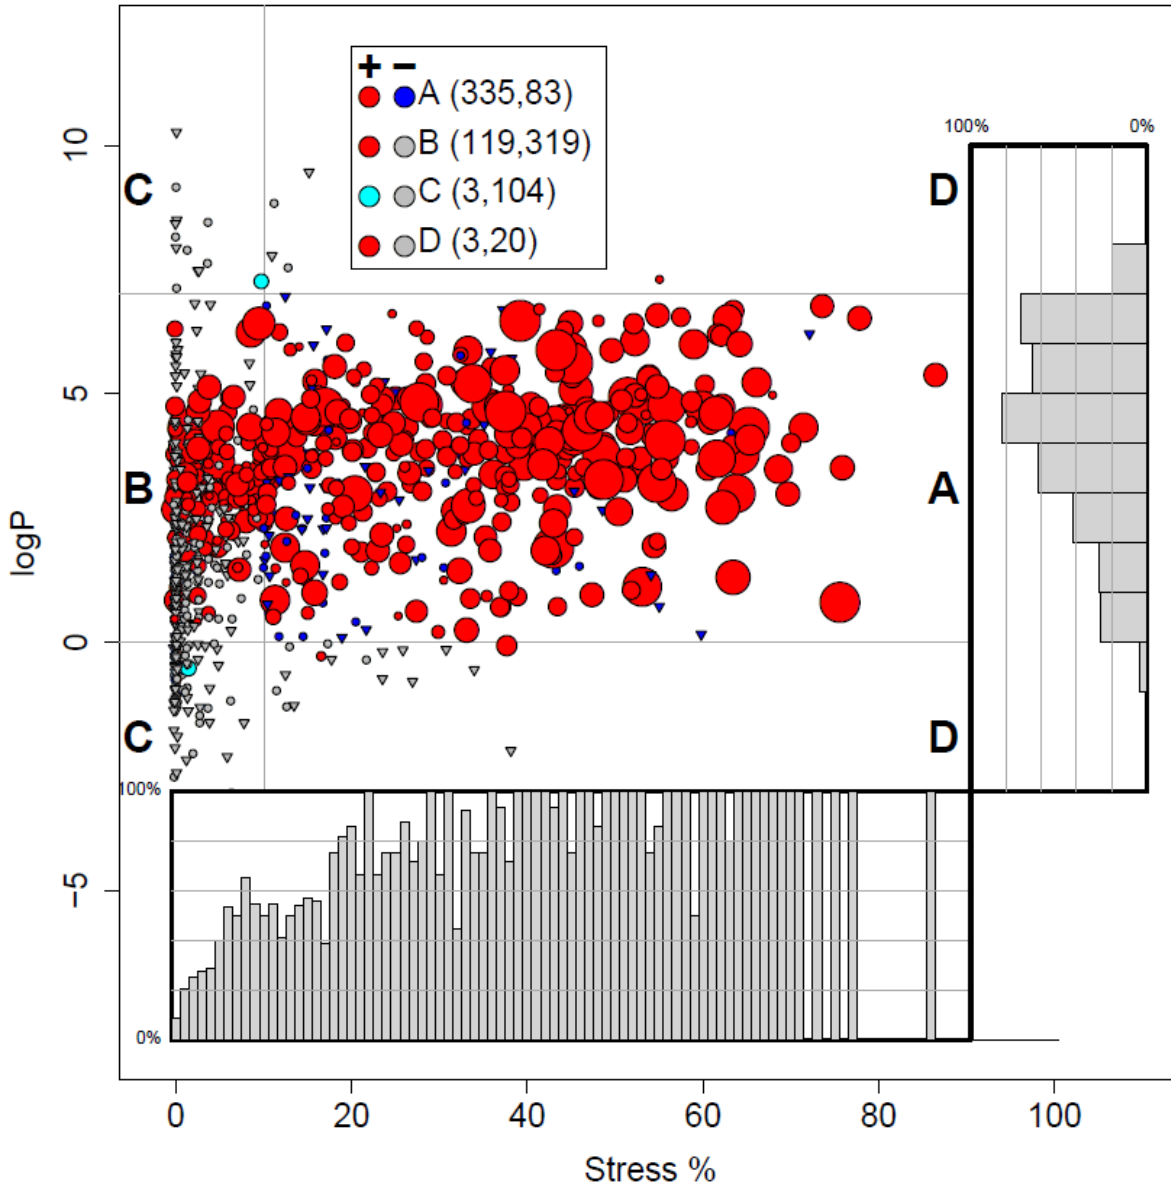 + −
A (335,83)
B (119,319)
C (3,104)
D (3,20)
10
5
0
−5
logP
C
D
B
A
C
D
100% 0%
100%
0%
0 20 40 60 80 100
Stress %